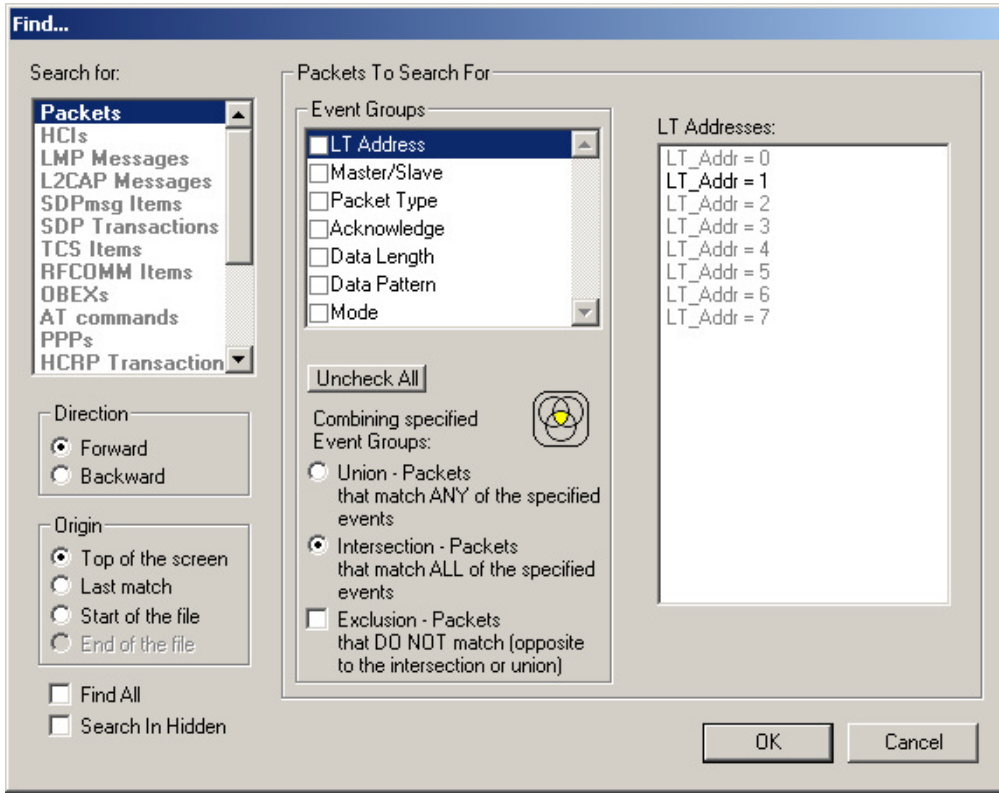 Find...
Search for:
Packets
HCIs
LMP Messages
L2CAP Messages
SDPmsg Items
SDP Transactions
TCS Items
RFCOMM Items
OBEXs
AT commands
PPPs
HCRP Transaction
Direction
Forward
Backward
Origin
Top of the screen
Last match
Start of the file
End of the file
Find All
Search In Hidden
Packets To Search For
Event Groups
LT Address
Master/Slave
Packet Type
Acknowledge
Data Length
Data Pattern
Mode
Uncheck All
Combining specified
Event Groups:
Union - Packets
that match ANY of the specified
events
Intersection - Packets
that match ALL of the specified
events
Exclusion - Packets
that DO NOT match (opposite
to the intersection or union)
LT Addresses:
LT_Addr = 0
LT_Addr = 1
LT_Addr = 2
LT_Addr = 3
LT_Addr = 4
LT_Addr = 5
LT_Addr = 6
LT_Addr = 7
OK
Cancel